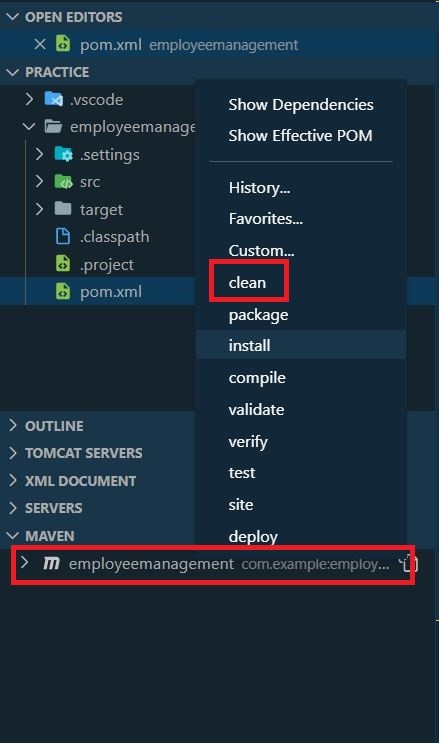 OPEN EDITORS
pom.xml employeemanagement
PRACTICE
.vscode
employeemanage
.settings
src
target
.classpath
.project
pom.xml
Show Dependencies
Show Effective POM
History...
Favorites...
Custom...
clean
package
install
compile
validate
verify
test
site
deploy
OUTLINE
TOMCAT SERVERS
XML DOCUMENT
SERVERS
MAVEN
employeemanagement com.example:employ...